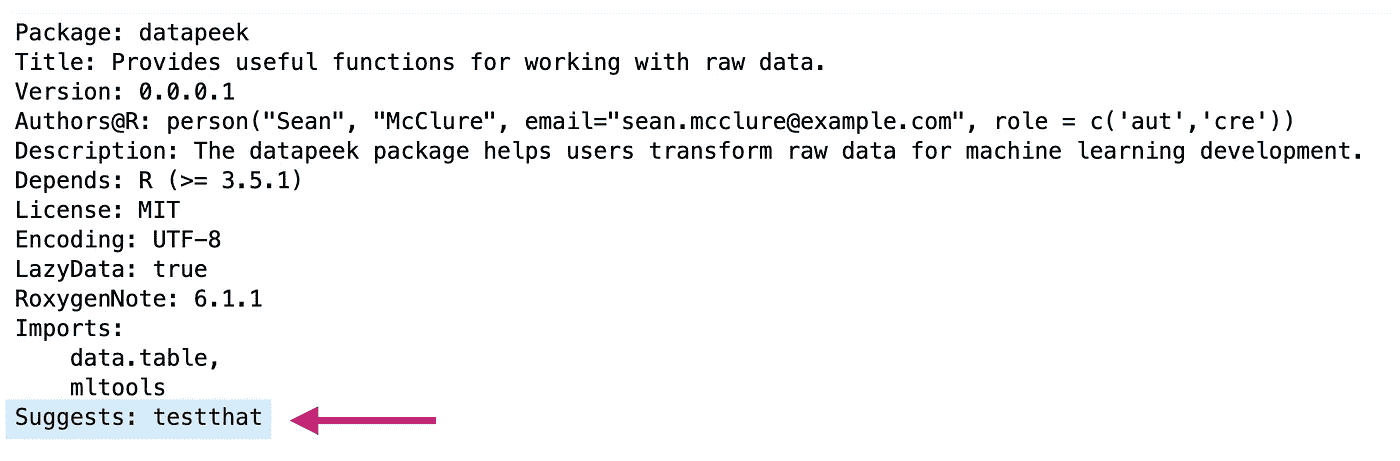 Package: datapeek
Title: Provides useful functions for working with raw data.
Version: 0.0.0.1
Authors@R: person("Sean", "McClure", email="sean.mcclure@example.com", role = c('aut','cre'))
Description: The datapeek package helps users transform raw data for machine learning development.
Depends: R (>= 3.5.1)
License: MIT
Encoding: UTF-8
LazyData: true
RoxygenNote: 6.1.1
Imports:
    data.table,
    mltools
Suggests: testthat